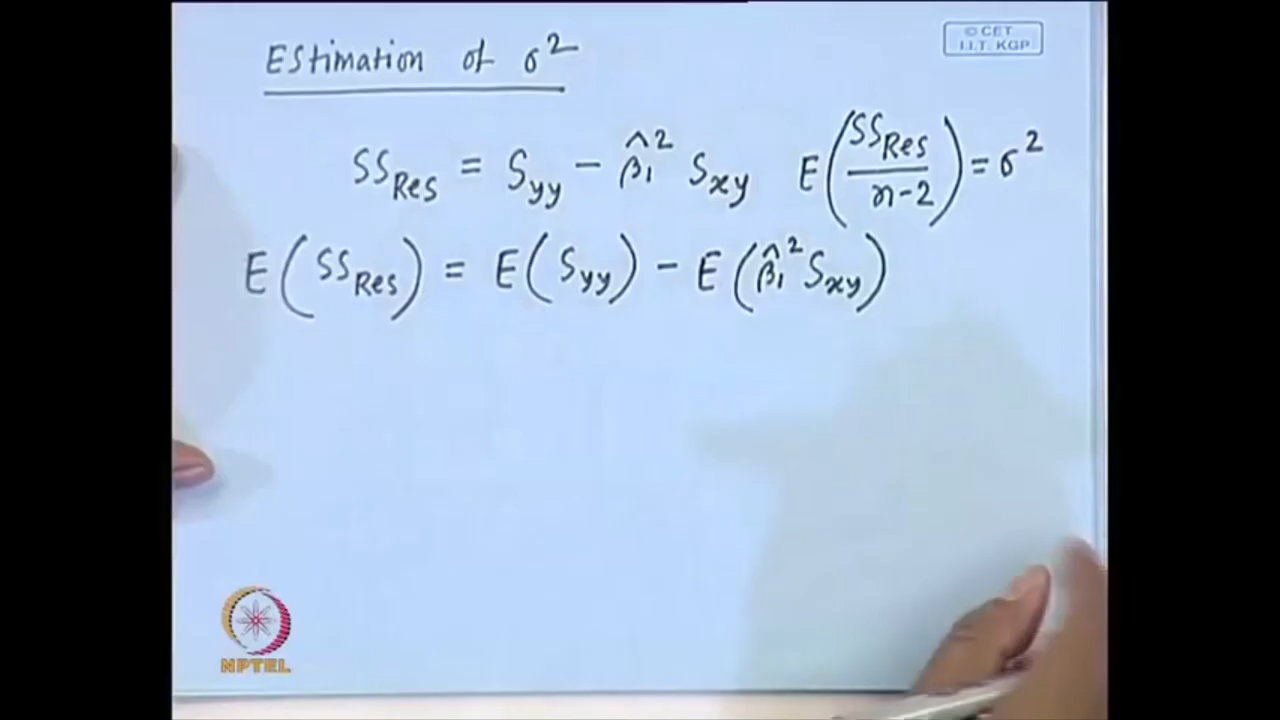 Estimation of σ²
© CET
I.I.T. KGP
SS_Res = S_yy − β̂₁² S_xy   E(SS_Res / n−2) = σ²
E(SS_Res) = E(S_yy) − E(β̂₁² S_xy)
NPTEL